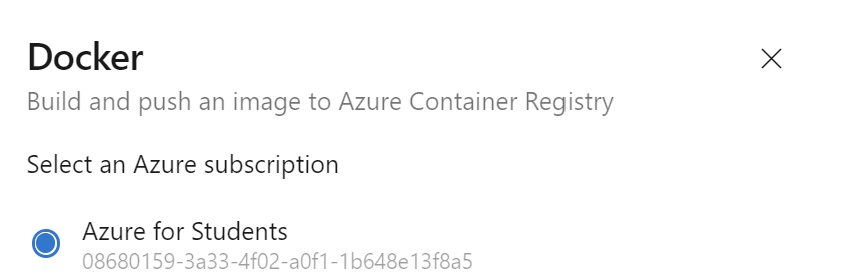 Docker
Build and push an image to Azure Container Registry
Select an Azure subscription
Azure for Students
08680159-3a33-4f02-a0f1-1b648e13f8a5